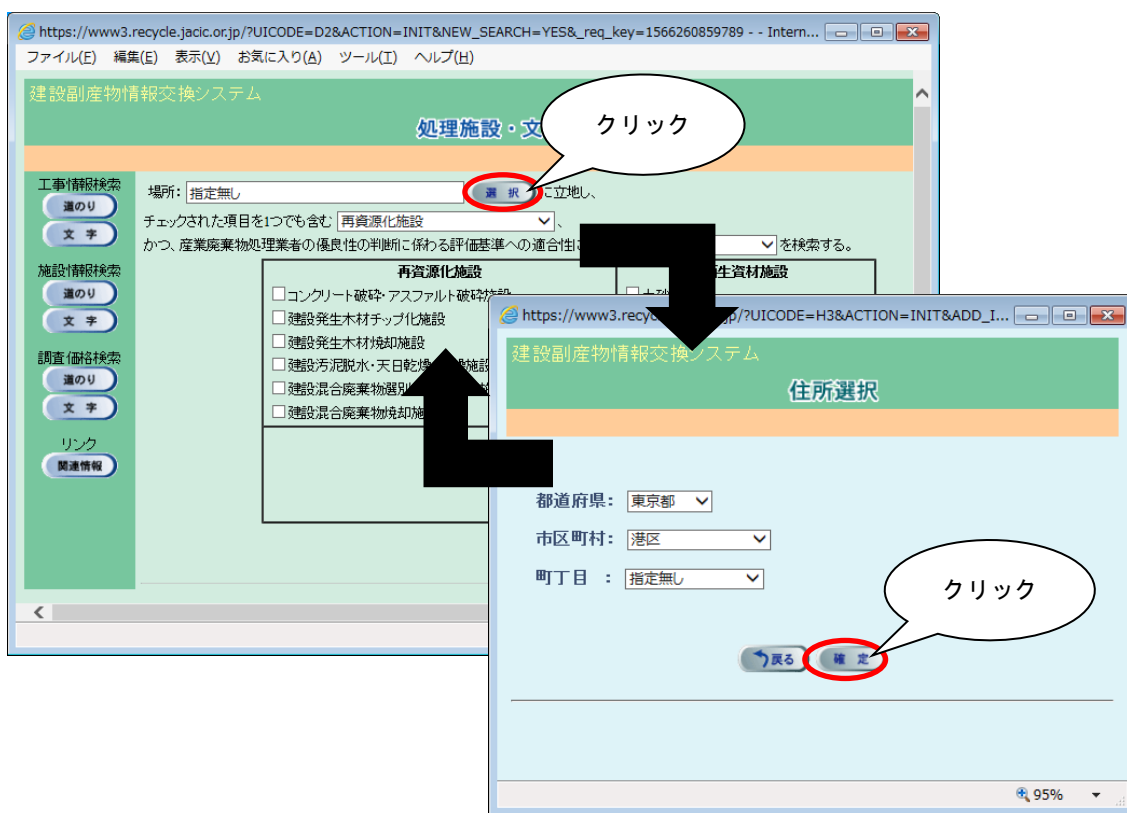 https://www3.recycle.jacic.or.jp/?UICODE=D2&ACTION=INIT&NEW_SEARCH=YES&_req_key=1566260859789 - - Intern...
ファイル(F) 編集(E) 表示(V) お気に入り(A) ツール(T) ヘルプ(H)
建設副産物情報交換システム
処理施設・文
クリック
工事情報検索
道のり
文 字
施設情報検索
道のり
文 字
調査価格検索
道のり
文 字
リンク
関連情報
場所: 指定無し 選 択 に立地し、
チェックされた項目を1つでも含む 再資源化施設 、
かつ、産業廃棄物処理業者の優良性の判断に係わる評価基準への適合性に を検索する。
再資源化施設
生資材施設
コンクリート破砕・アスファルト破砕施設
建設発生木材チップ化施設
建設発生木材焼却施設
建設汚泥脱水・天日乾燥 施設
建設混合廃棄物選別
建設混合廃棄物焼却施
https://www3.recyc jp/?UICODE=H3&ACTION=INIT&ADD_I...
建設副産物情報交換システム
住所選択
都道府県: 東京都
市区町村: 港区
町丁目 : 指定無し
クリック
戻る 確 定
95%